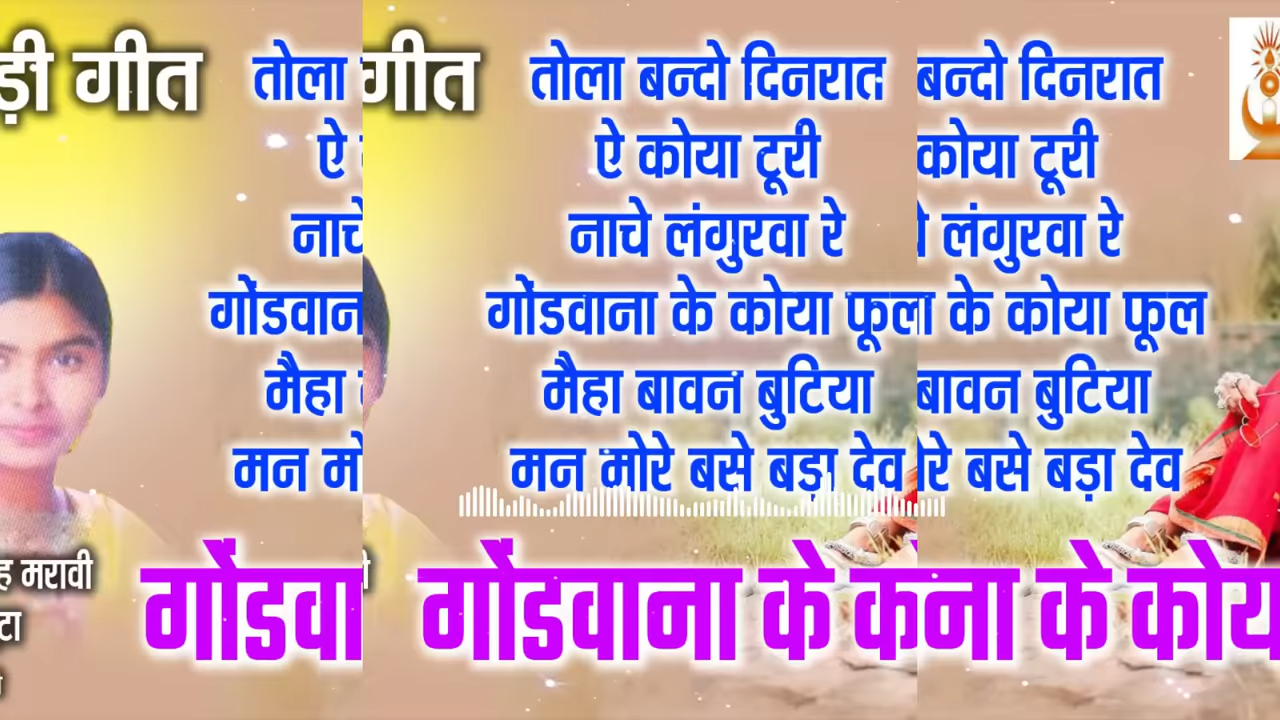 ड़ी गीत
गीत
तोला बन्दो दिनरात
ऐ कोया टूरी
नाचे लंगुरवा रे
गोंडवाना के कोया फूल
मैहा बावन बुटिया
मन मोरे बसे बड़ा देव
मरावी
गोंडवाना के कोय